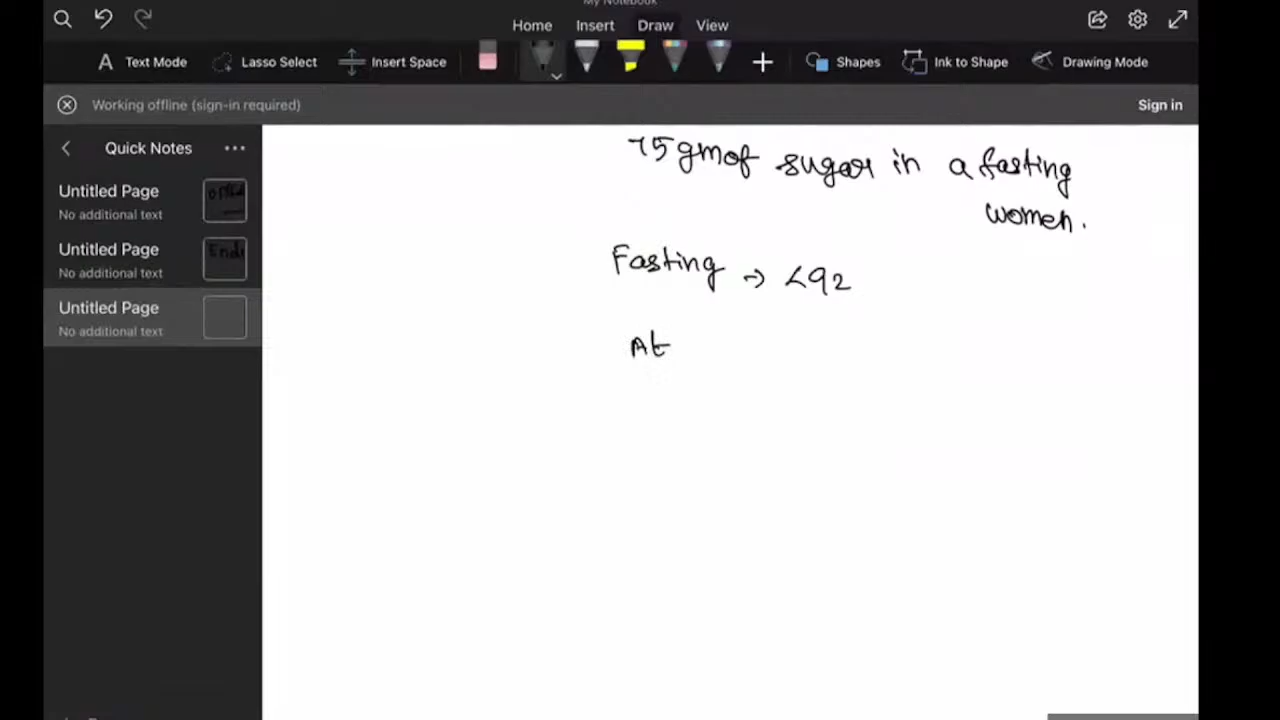 My Notebook
Home Insert Draw View
Text Mode Lasso Select Insert Space Shapes Ink to Shape Drawing Mode
Working offline (sign-in required) Sign in
Quick Notes
Untitled Page
No additional text
Untitled Page
No additional text
Untitled Page
No additional text
75 gm of sugar in a fasting
women.
Fasting → <92
At